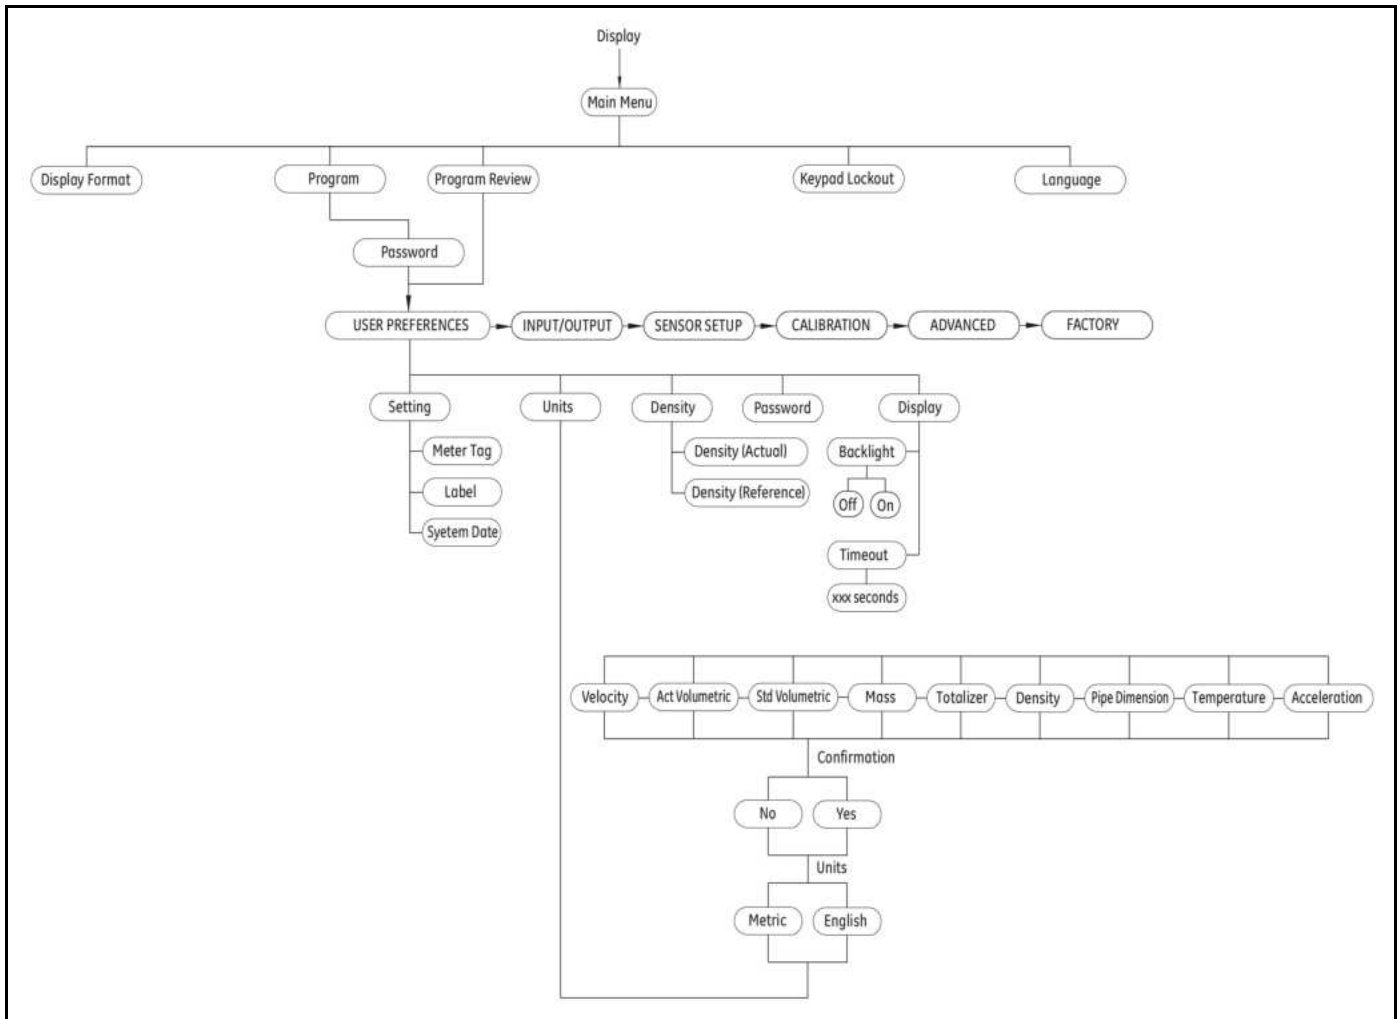 Display
Main Menu
Display Format
Program
Program Review
Keypad Lockout
Language
Password
USER PREFERENCES
INPUT/OUTPUT
SENSOR SETUP
CALIBRATION
ADVANCED
FACTORY
Setting
Units
Density
Password
Display
Meter Tag
Label
Syetem Date
Density (Actual)
Density (Reference)
Backlight
Off
On
Timeout
xxx seconds
Velocity
Act Volumetric
Std Volumetric
Mass
Totalizer
Density
Pipe Dimension
Temperature
Acceleration
Confirmation
No
Yes
Units
Metric
English